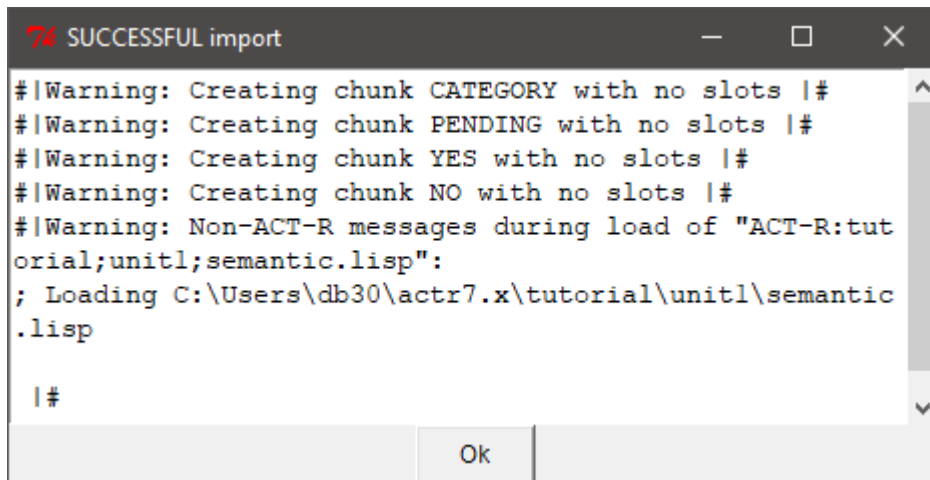 SUCCESSFUL import
#|Warning: Creating chunk CATEGORY with no slots |#
#|Warning: Creating chunk PENDING with no slots |#
#|Warning: Creating chunk YES with no slots |#
#|Warning: Creating chunk NO with no slots |#
#|Warning: Non-ACT-R messages during load of "ACT-R:tut
orial;unit1;semantic.lisp":
; Loading C:\Users\db30\actr7.x\tutorial\unit1\semantic
.lisp
|#
Ok